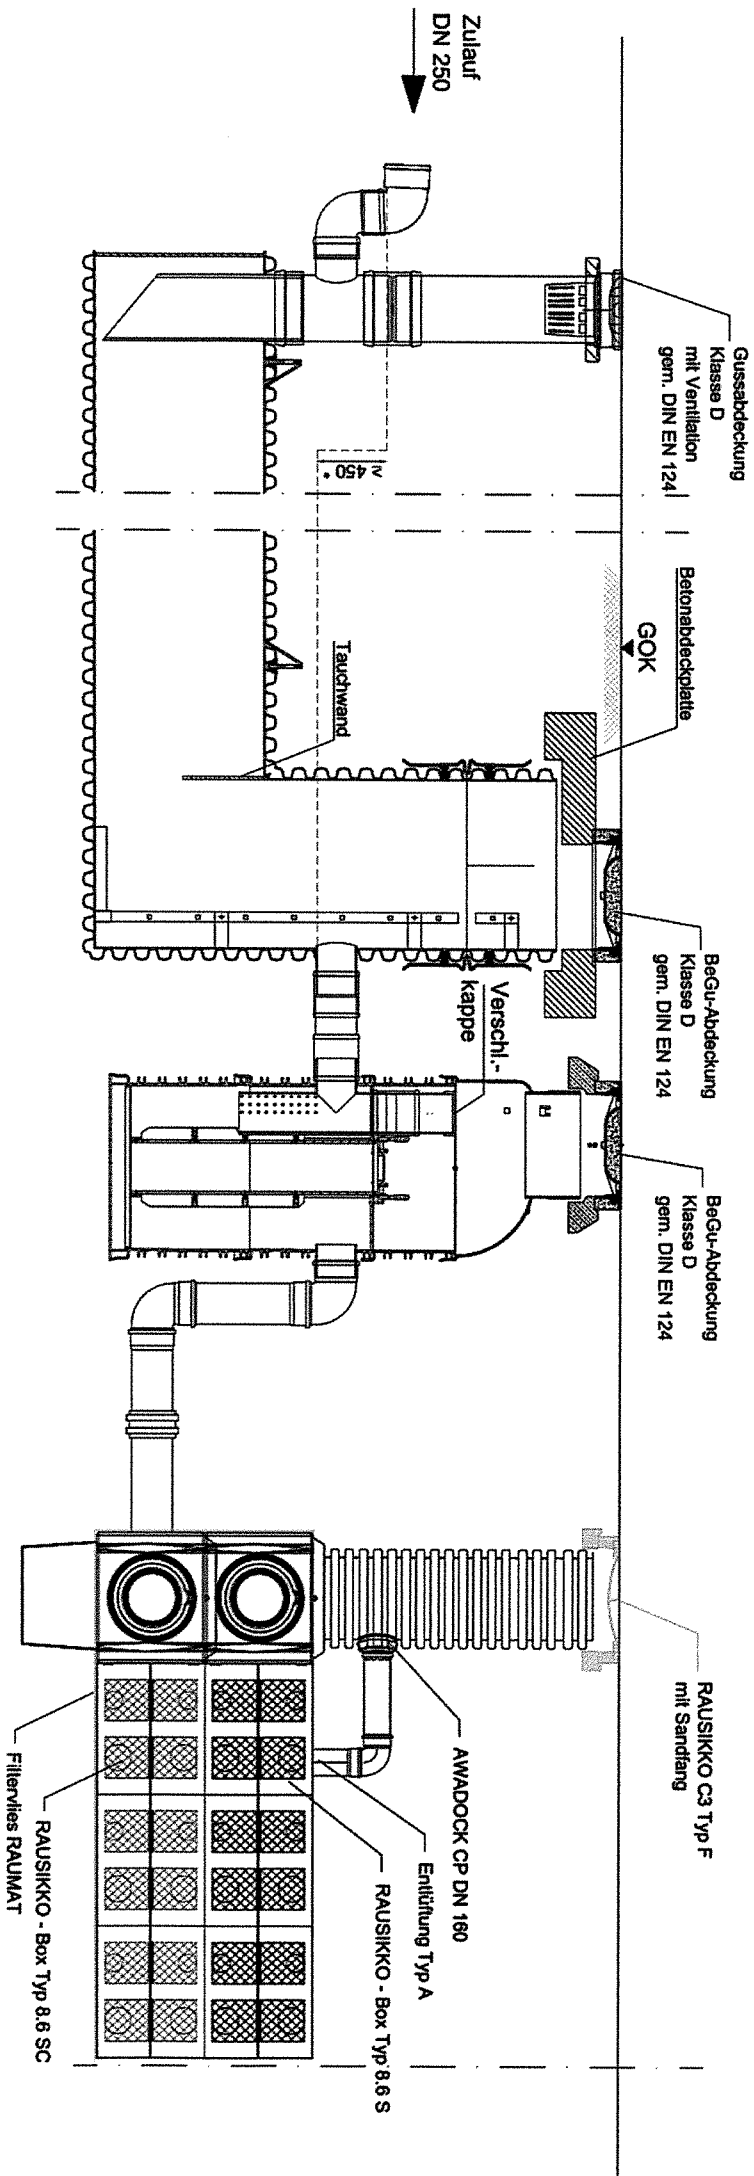 Zulauf
DN 250
Gussabdeckung
Klasse D
mit Ventilation
gem. DIN EN 124
≥ 450 *
Betonabdeckplatte
GOK
Tauchwand
BeGu-Abdeckung
Klasse D
gem. DIN EN 124
Verschl.-
kappe
BeGu-Abdeckung
Klasse D
gem. DIN EN 124
RAUSIKKO C3 Typ F
mit Sandfang
AWADOCK CP DN 160
Entlüftung Typ A
RAUSIKKO - Box Typ 8.6 S
RAUSIKKO - Box Typ 8.6 SC
Filtervlies RAUMAT